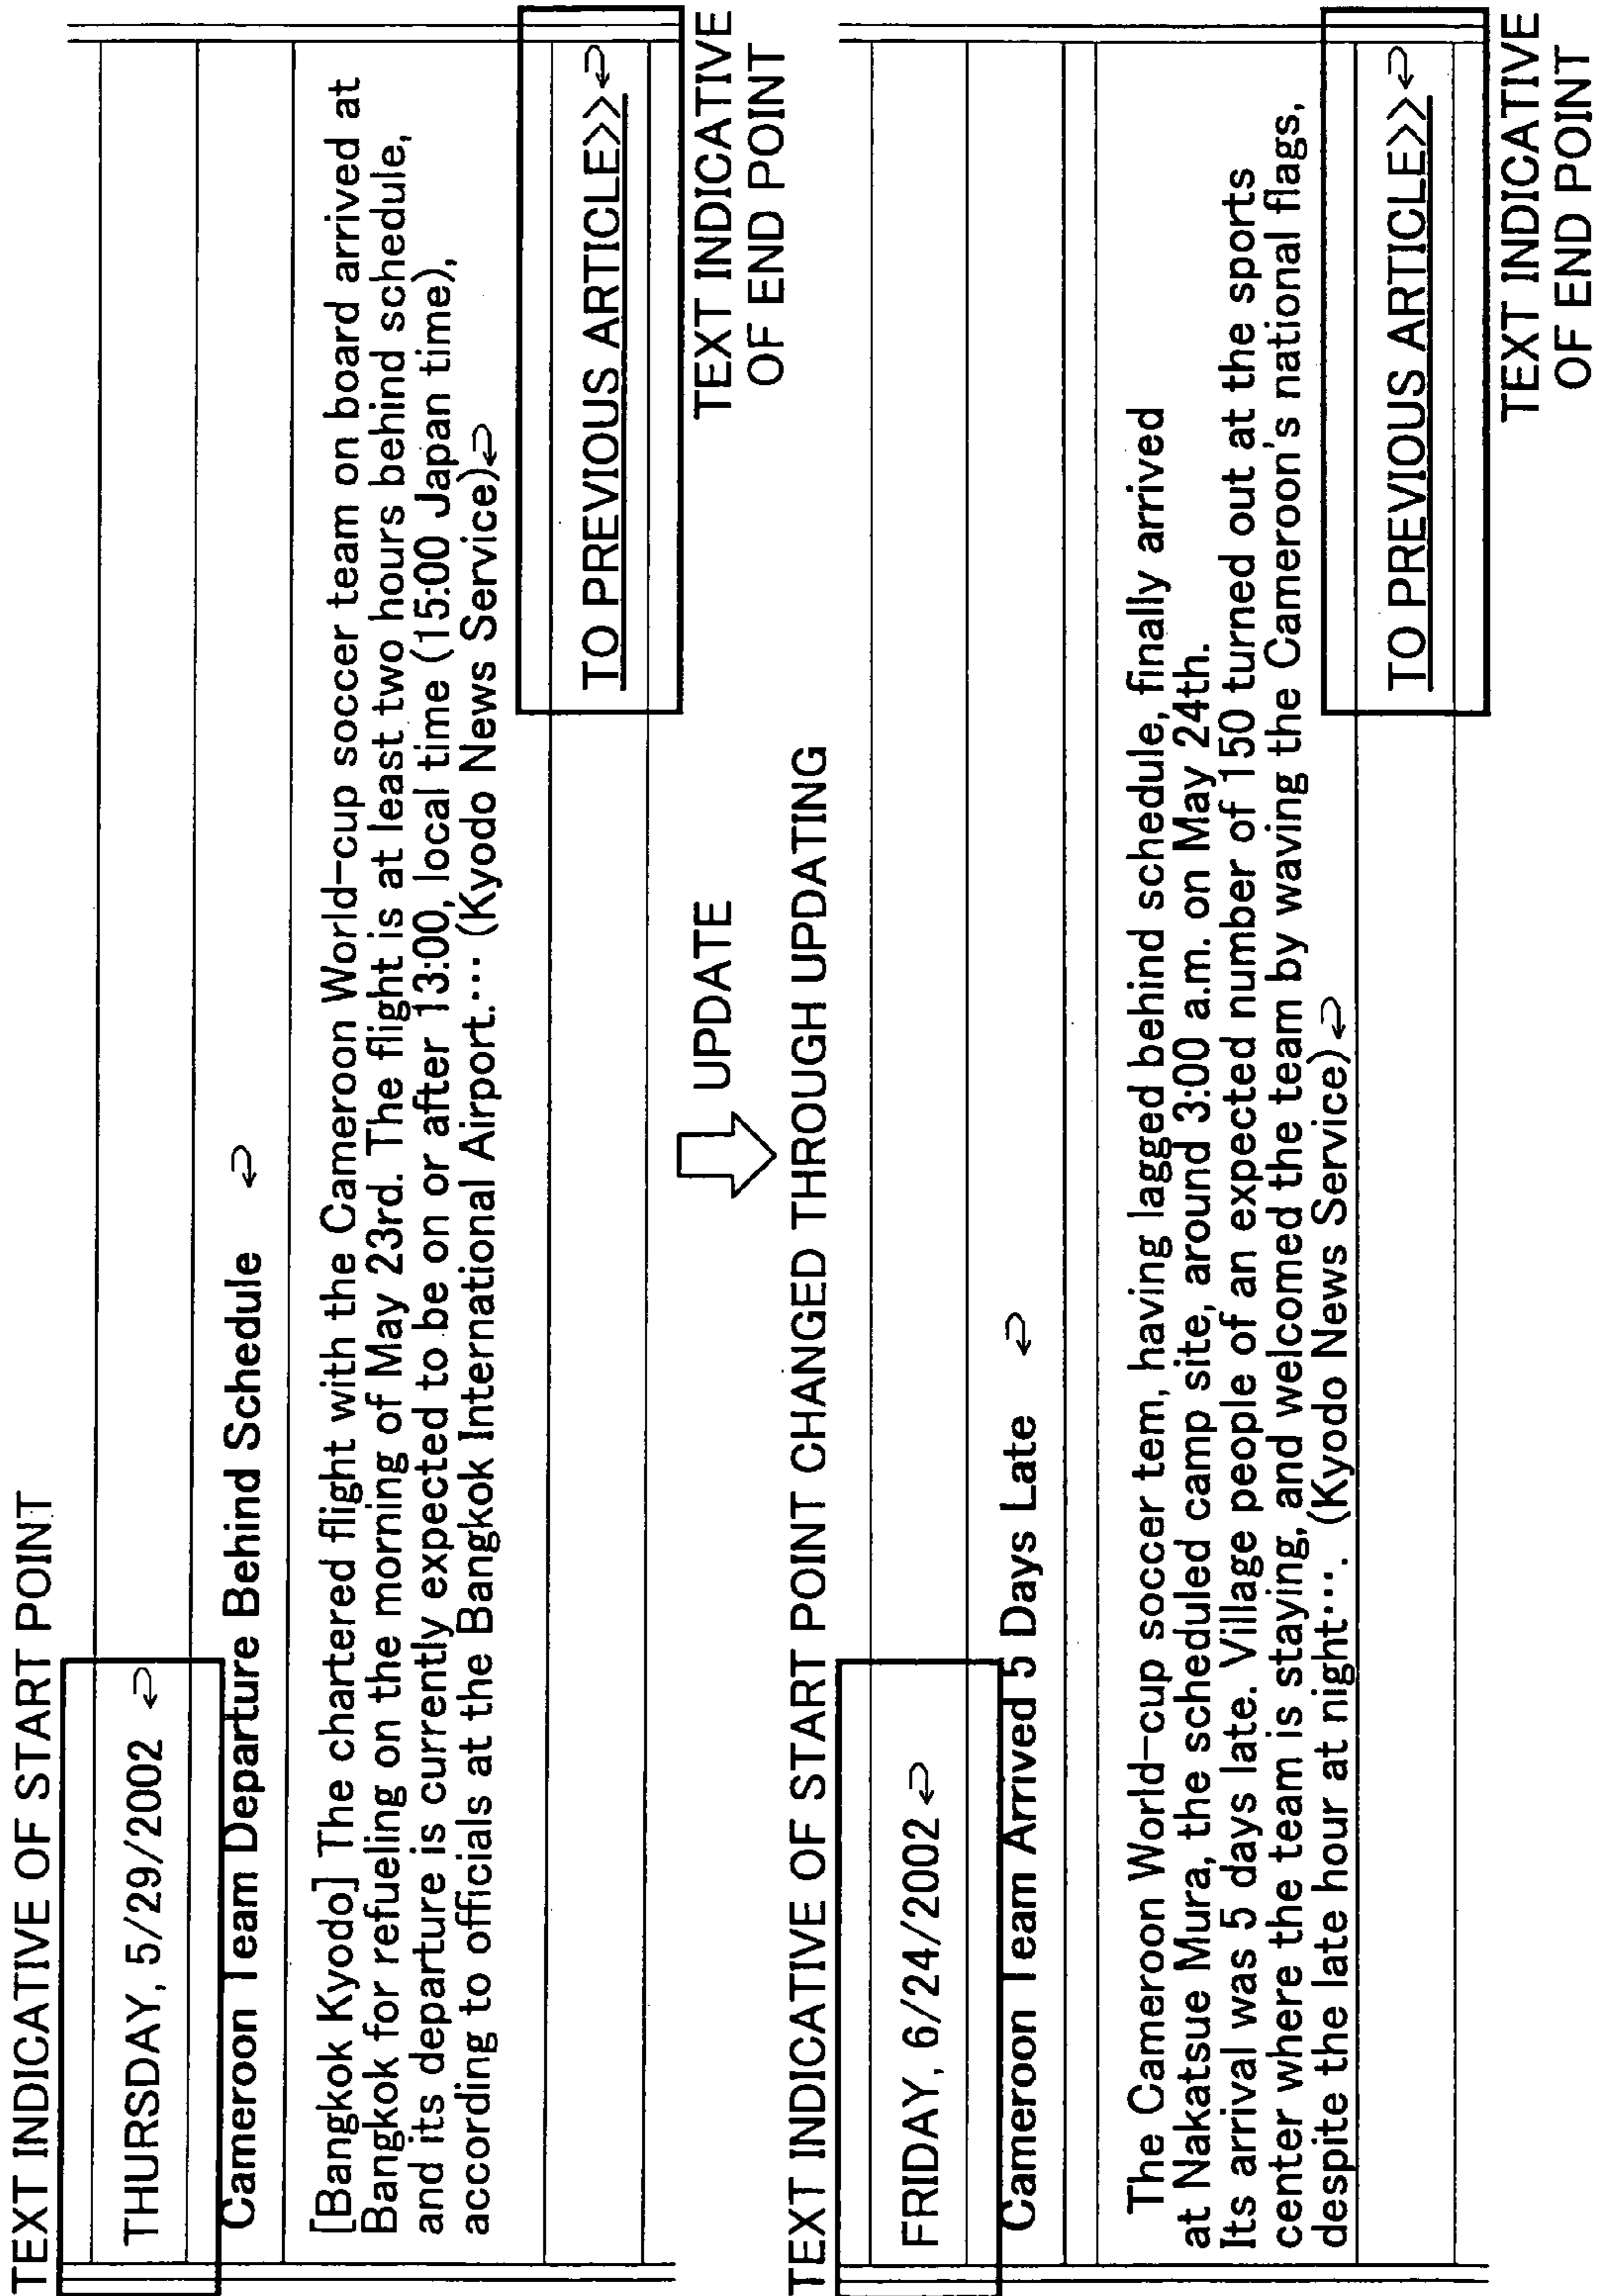 TEXT INDICATIVE OF START POINT
THURSDAY, 5/29/2002
Cameroon Team Departure Behind Schedule
[Bangkok Kyodo] The chartered flight with the Cameroon World-cup soccer team on board arrived at
Bangkok for refueling on the morning of May 23rd. The flight is at least two hours behind schedule,
and its departure is currently expected to be on or after 13:00, local time (15:00 Japan time),
according to officials at the Bangkok International Airport.… (Kyodo News Service)
TO PREVIOUS ARTICLE>>
TEXT INDICATIVE
OF END POINT
UPDATE
TEXT INDICATIVE OF START POINT CHANGED THROUGH UPDATING
FRIDAY, 6/24/2002
Cameroon Team Arrived 5 Days Late
The Cameroon World-cup soccer tem, having lagged behind schedule, finally arrived
at Nakatsue Mura, the scheduled camp site, around 3:00 a.m. on May 24th.
Its arrival was 5 days late. Village people of an expected number of 150 turned out at the sports
center where the team is staying, and welcomed the team by waving the Cameroon's national flags,
despite the late hour at night…. (Kyodo News Service)
TO PREVIOUS ARTICLE>>
TEXT INDICATIVE
OF END POINT